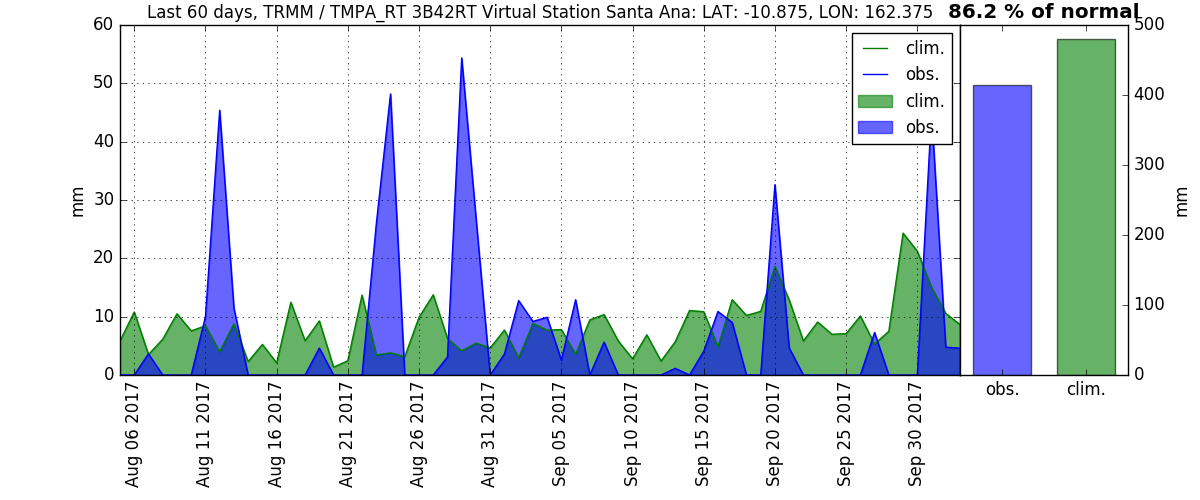 Last 60 days, TRMM / TMPA_RT 3B42RT Virtual Station Santa Ana: LAT: -10.875, LON: 162.375
86.2 % of normal
60
50
40
30
20
10
0
mm
clim.
obs.
clim.
obs.
500
400
300
200
100
0
mm
obs.
clim.
Aug 06 2017
Aug 11 2017
Aug 16 2017
Aug 21 2017
Aug 26 2017
Aug 31 2017
Sep 05 2017
Sep 10 2017
Sep 15 2017
Sep 20 2017
Sep 25 2017
Sep 30 2017